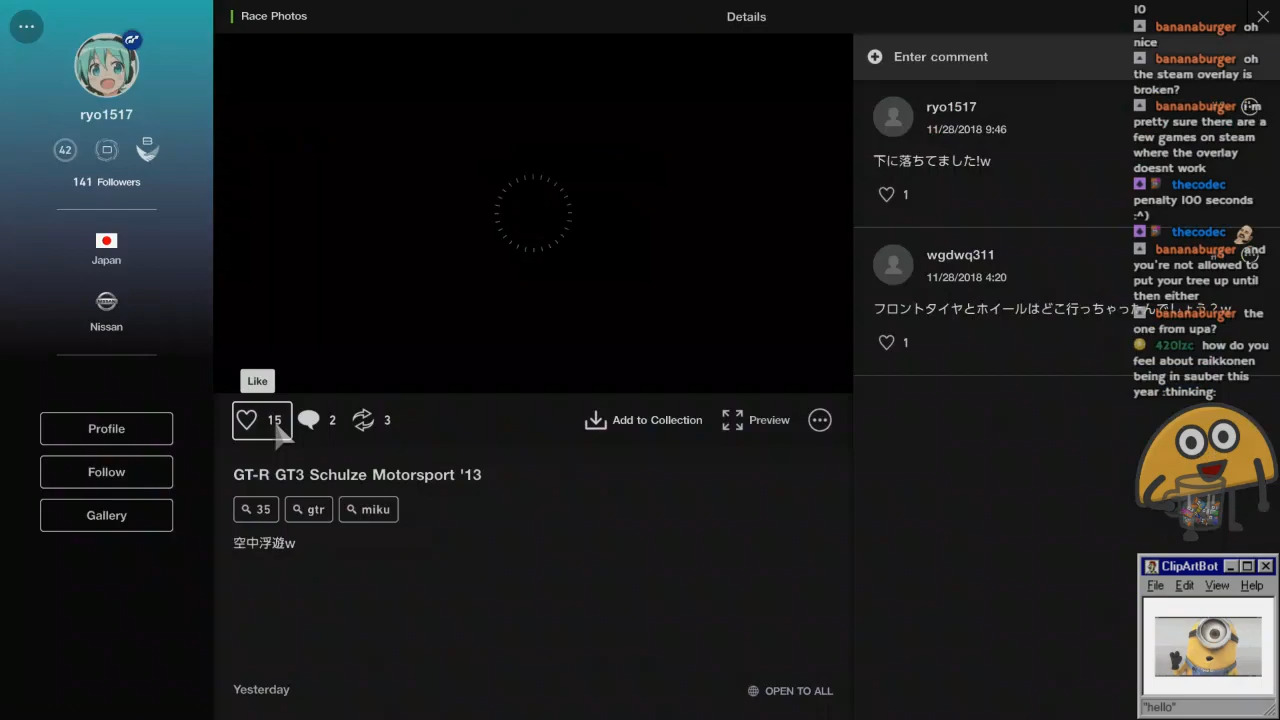 Race Photos
Details
ryo1517
42
141 Followers
Japan
Nissan
Profile
Follow
Gallery
Like
15
2
3
Add to Collection
Preview
GT-R GT3 Schulze Motorsport '13
35
gtr
miku
空中浮遊w
Yesterday
OPEN TO ALL
Enter comment
ryo1517
11/28/2018 9:46
下に落ちてました!w
1
wgdwq311
11/28/2018 4:20
フロントタイヤとホイールはどこ行っちゃったんでしょう?w
1
10
bananaburger oh
nice
bananaburger oh
the steam overlay is
broken?
bananaburger i'm
pretty sure there are a
few games on steam
where the overlay
doesnt work
thecodec
penalty 100 seconds
:^)
thecodec
bananaburger and
you're not allowed to
put your tree up until
then either
bananaburger the
one from upa?
420lzc how do you
feel about raikkonen
being in sauber this
year :thinking:
ClipArtBot
File Edit View Help
"hello"